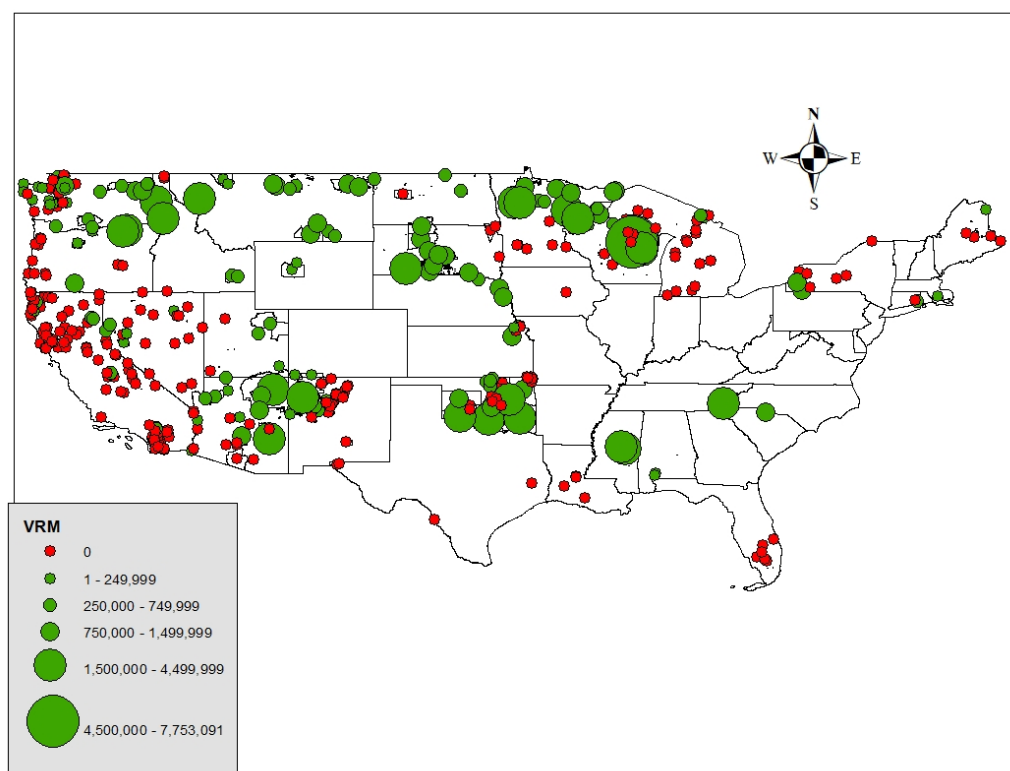 N
W E
S
VRM
0
1 - 249,999
250,000 - 749,999
750,000 - 1,499,999
1,500,000 - 4,499,999
4,500,000 - 7,753,091